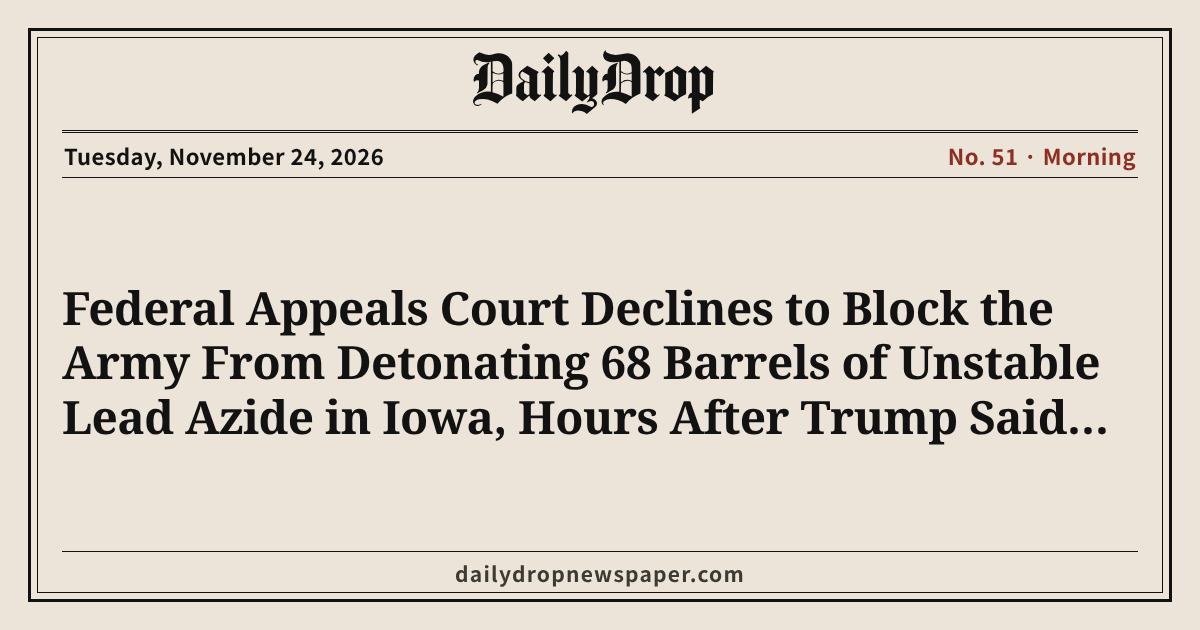 DailyDrop
Tuesday, November 24, 2026
No. 51 · Morning
Federal Appeals Court Declines to Block the
Army From Detonating 68 Barrels of Unstable
Lead Azide in Iowa, Hours After Trump Said…
dailydropnewspaper.com